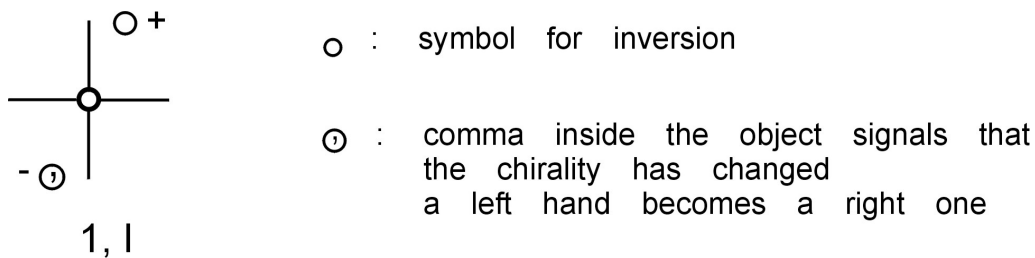 +
: symbol for inversion
: comma inside the object signals that
the chirality has changed
a left hand becomes a right one
-
1, I